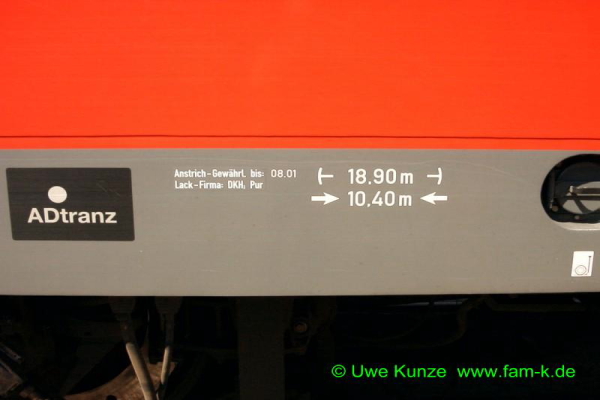 ADtranz
Anstrich-Gewährl. bis: 08.01
Lack-Firma: DKH, Pur
18,90 m
10,40 m
© Uwe Kunze www.fam-k.de